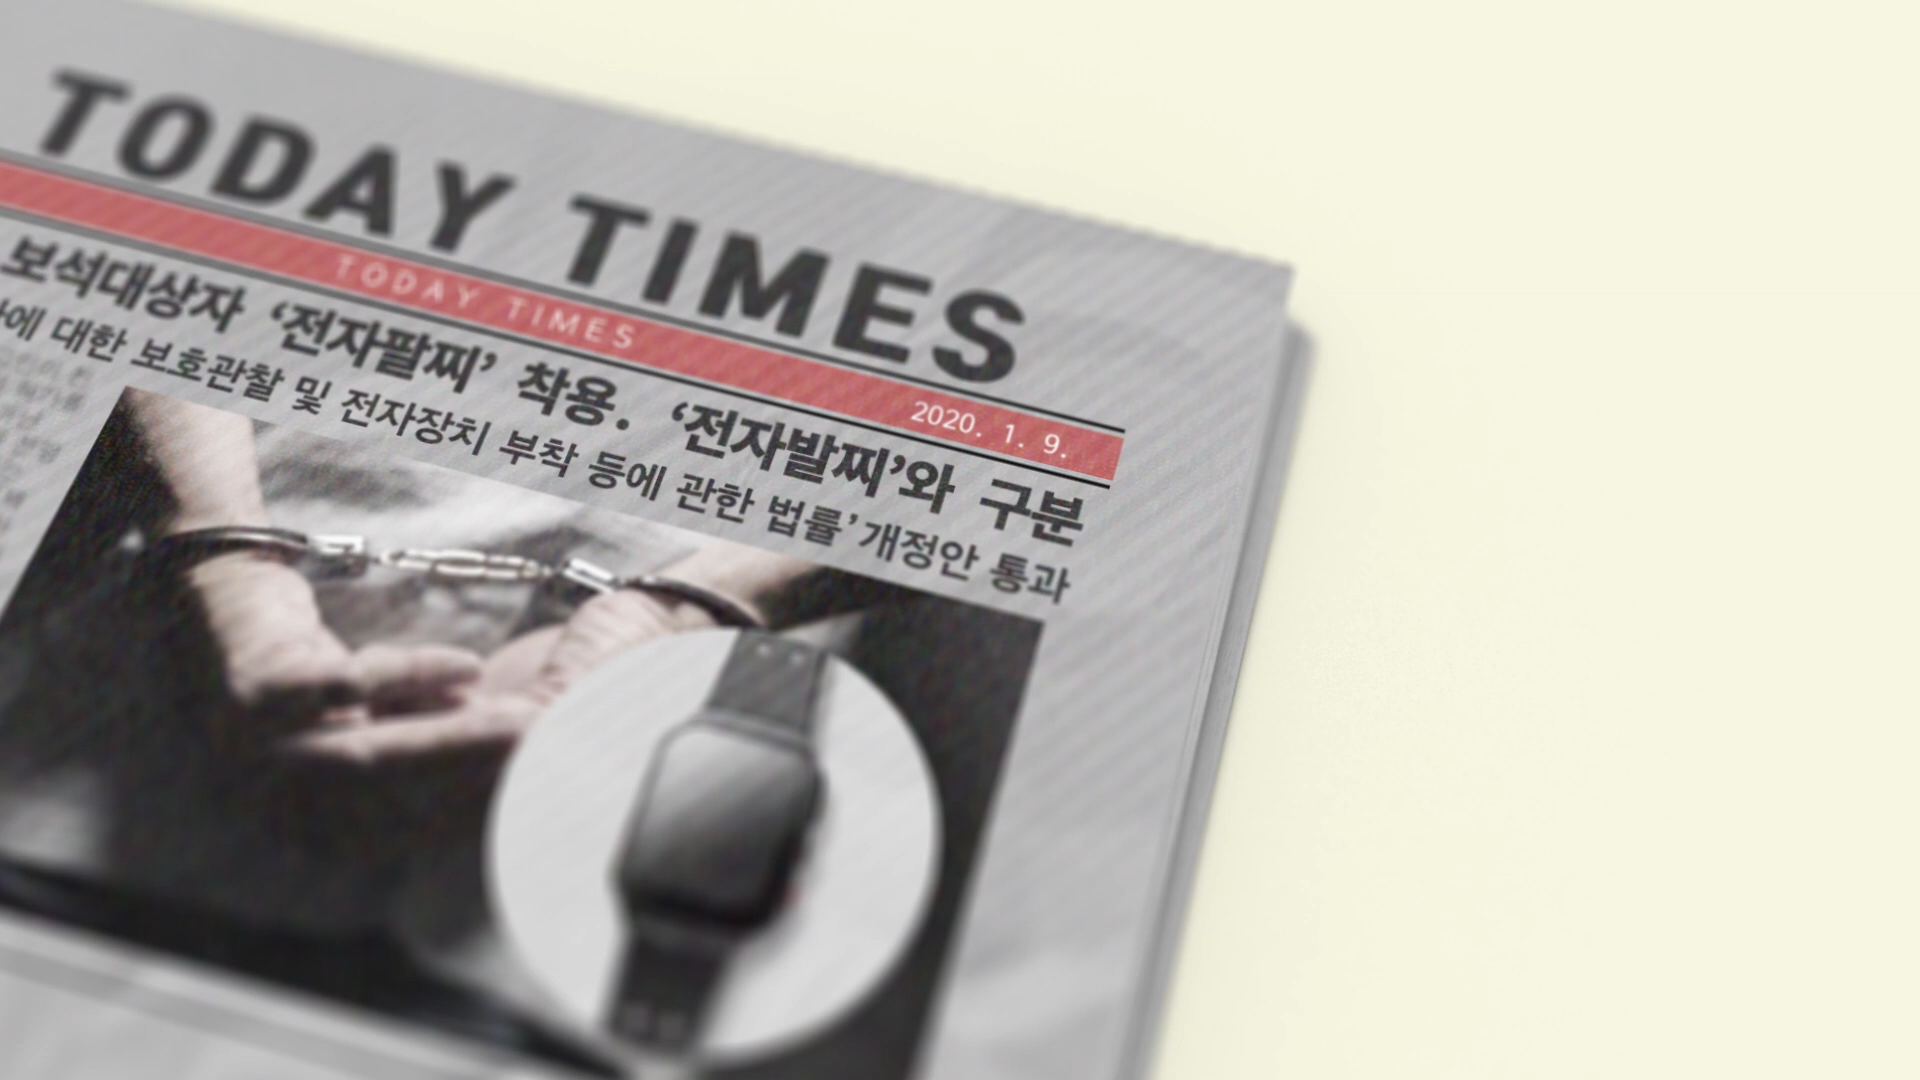 TODAY TIMES
TODAY TIMES
2020. 1. 9.
보석대상자 ‘전자팔찌’ 착용. ‘전자발찌’와 구분
에 대한 보호관찰 및 전자장치 부착 등에 관한 법률’개정안 통과